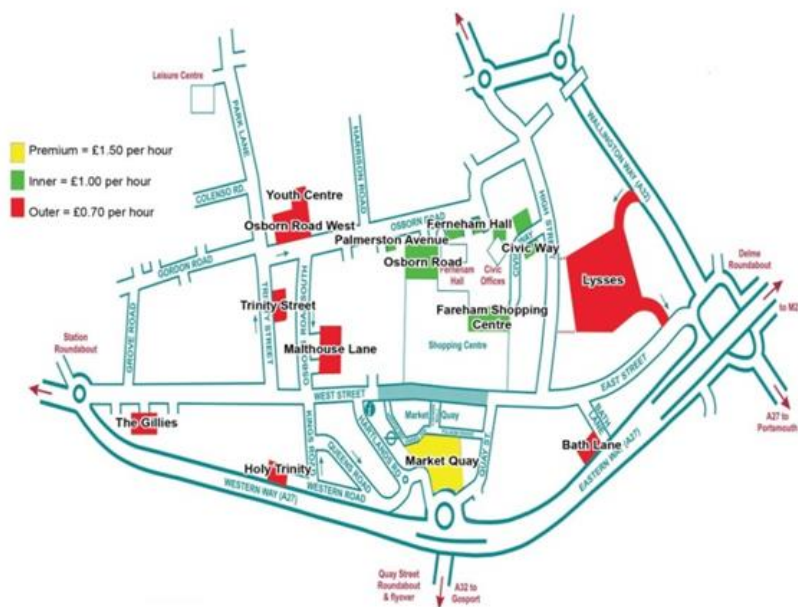 Leisure Centre
PARK LANE
HARRISON ROAD
WALLINGTON WAY (A32)
Premium = £1.50 per hour
Inner = £1.00 per hour
Outer = £0.70 per hour
COLENSO RD.
Youth Centre
Osborn Road West
OSBORN ROAD
Ferneham Hall
HIGH STREET
Palmerston Avenue
Civic Way
Osborn Road
Ferneham
Hall
Civic
Offices
GORDON ROAD
Delme
Roundabout
Lysses
to M2
Trinity Street
TRINITY STREET
OSBORN ROAD SOUTH
Fareham Shopping
Centre
GROVE ROAD
Station
Roundabout
Malthouse Lane
Shopping Centre
EAST STREET
WEST STREET
The Gillies
Market Quay
KINGS ROAD
HARTLANDS RD
QUAY ST
BATH
LANE
A27 to
Portsmouth
Bath Lane
Market Quay
Holy Trinity
QUEENS ROAD
WESTERN ROAD
WESTERN WAY (A27)
EASTERN WAY (A27)
Quay Street
Roundabout
& flyover
A32 to
Gosport